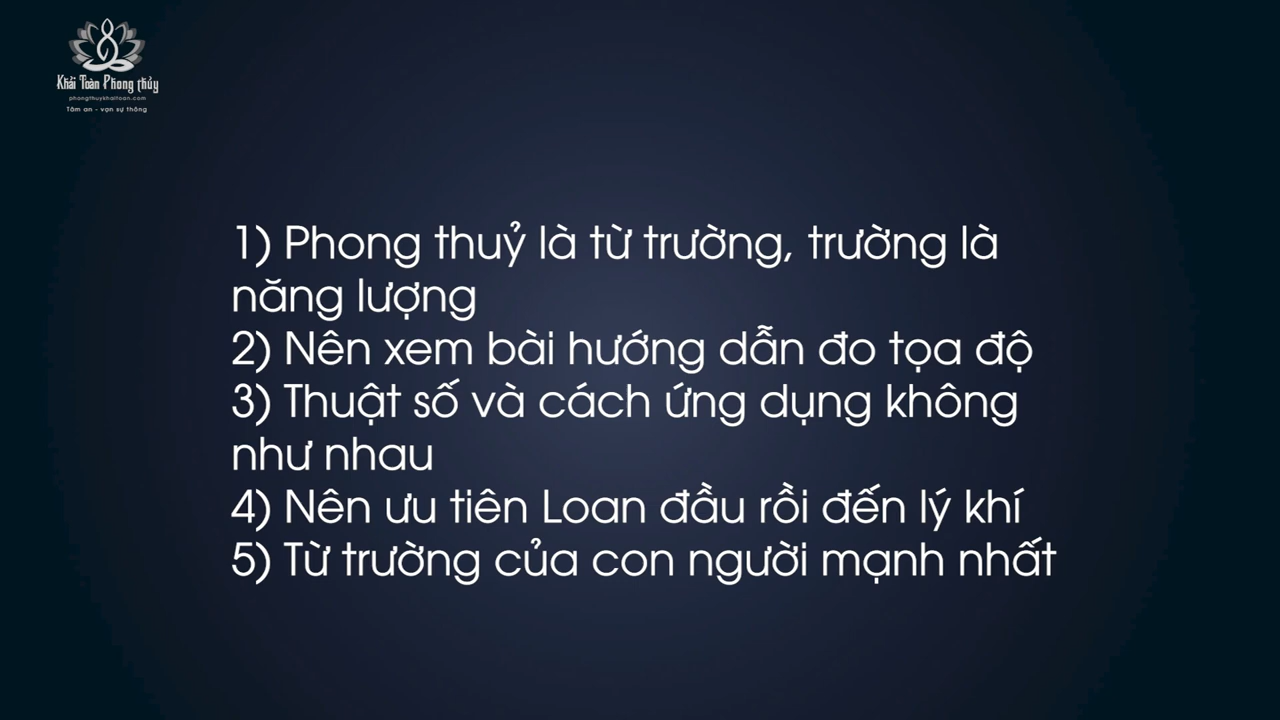 Khải Toàn Phong thủy
phongthuykhaitoan.com
Tâm an - vạn sự thông
1) Phong thuỷ là từ trường, trường là
năng lượng
2) Nên xem bài hướng dẫn đo tọa độ
3) Thuật số và cách ứng dụng không
như nhau
4) Nên ưu tiên Loan đầu rồi đến lý khí
5) Từ trường của con người mạnh nhất